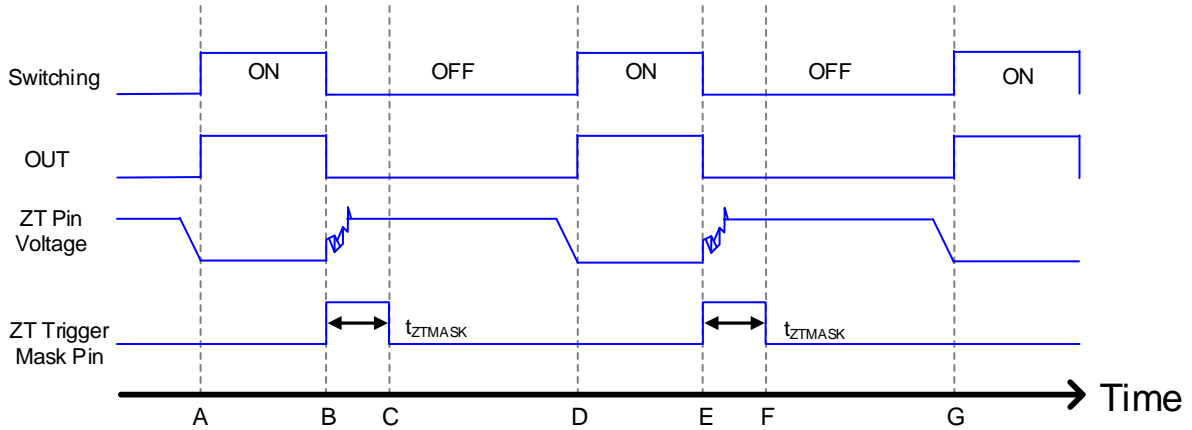 Switching
ON
OFF
ON
OFF
ON
OUT
ZT Pin
Voltage
ZT Trigger
Mask Pin
tZTMASK
tZTMASK
Time
A
B
C
D
E
F
G